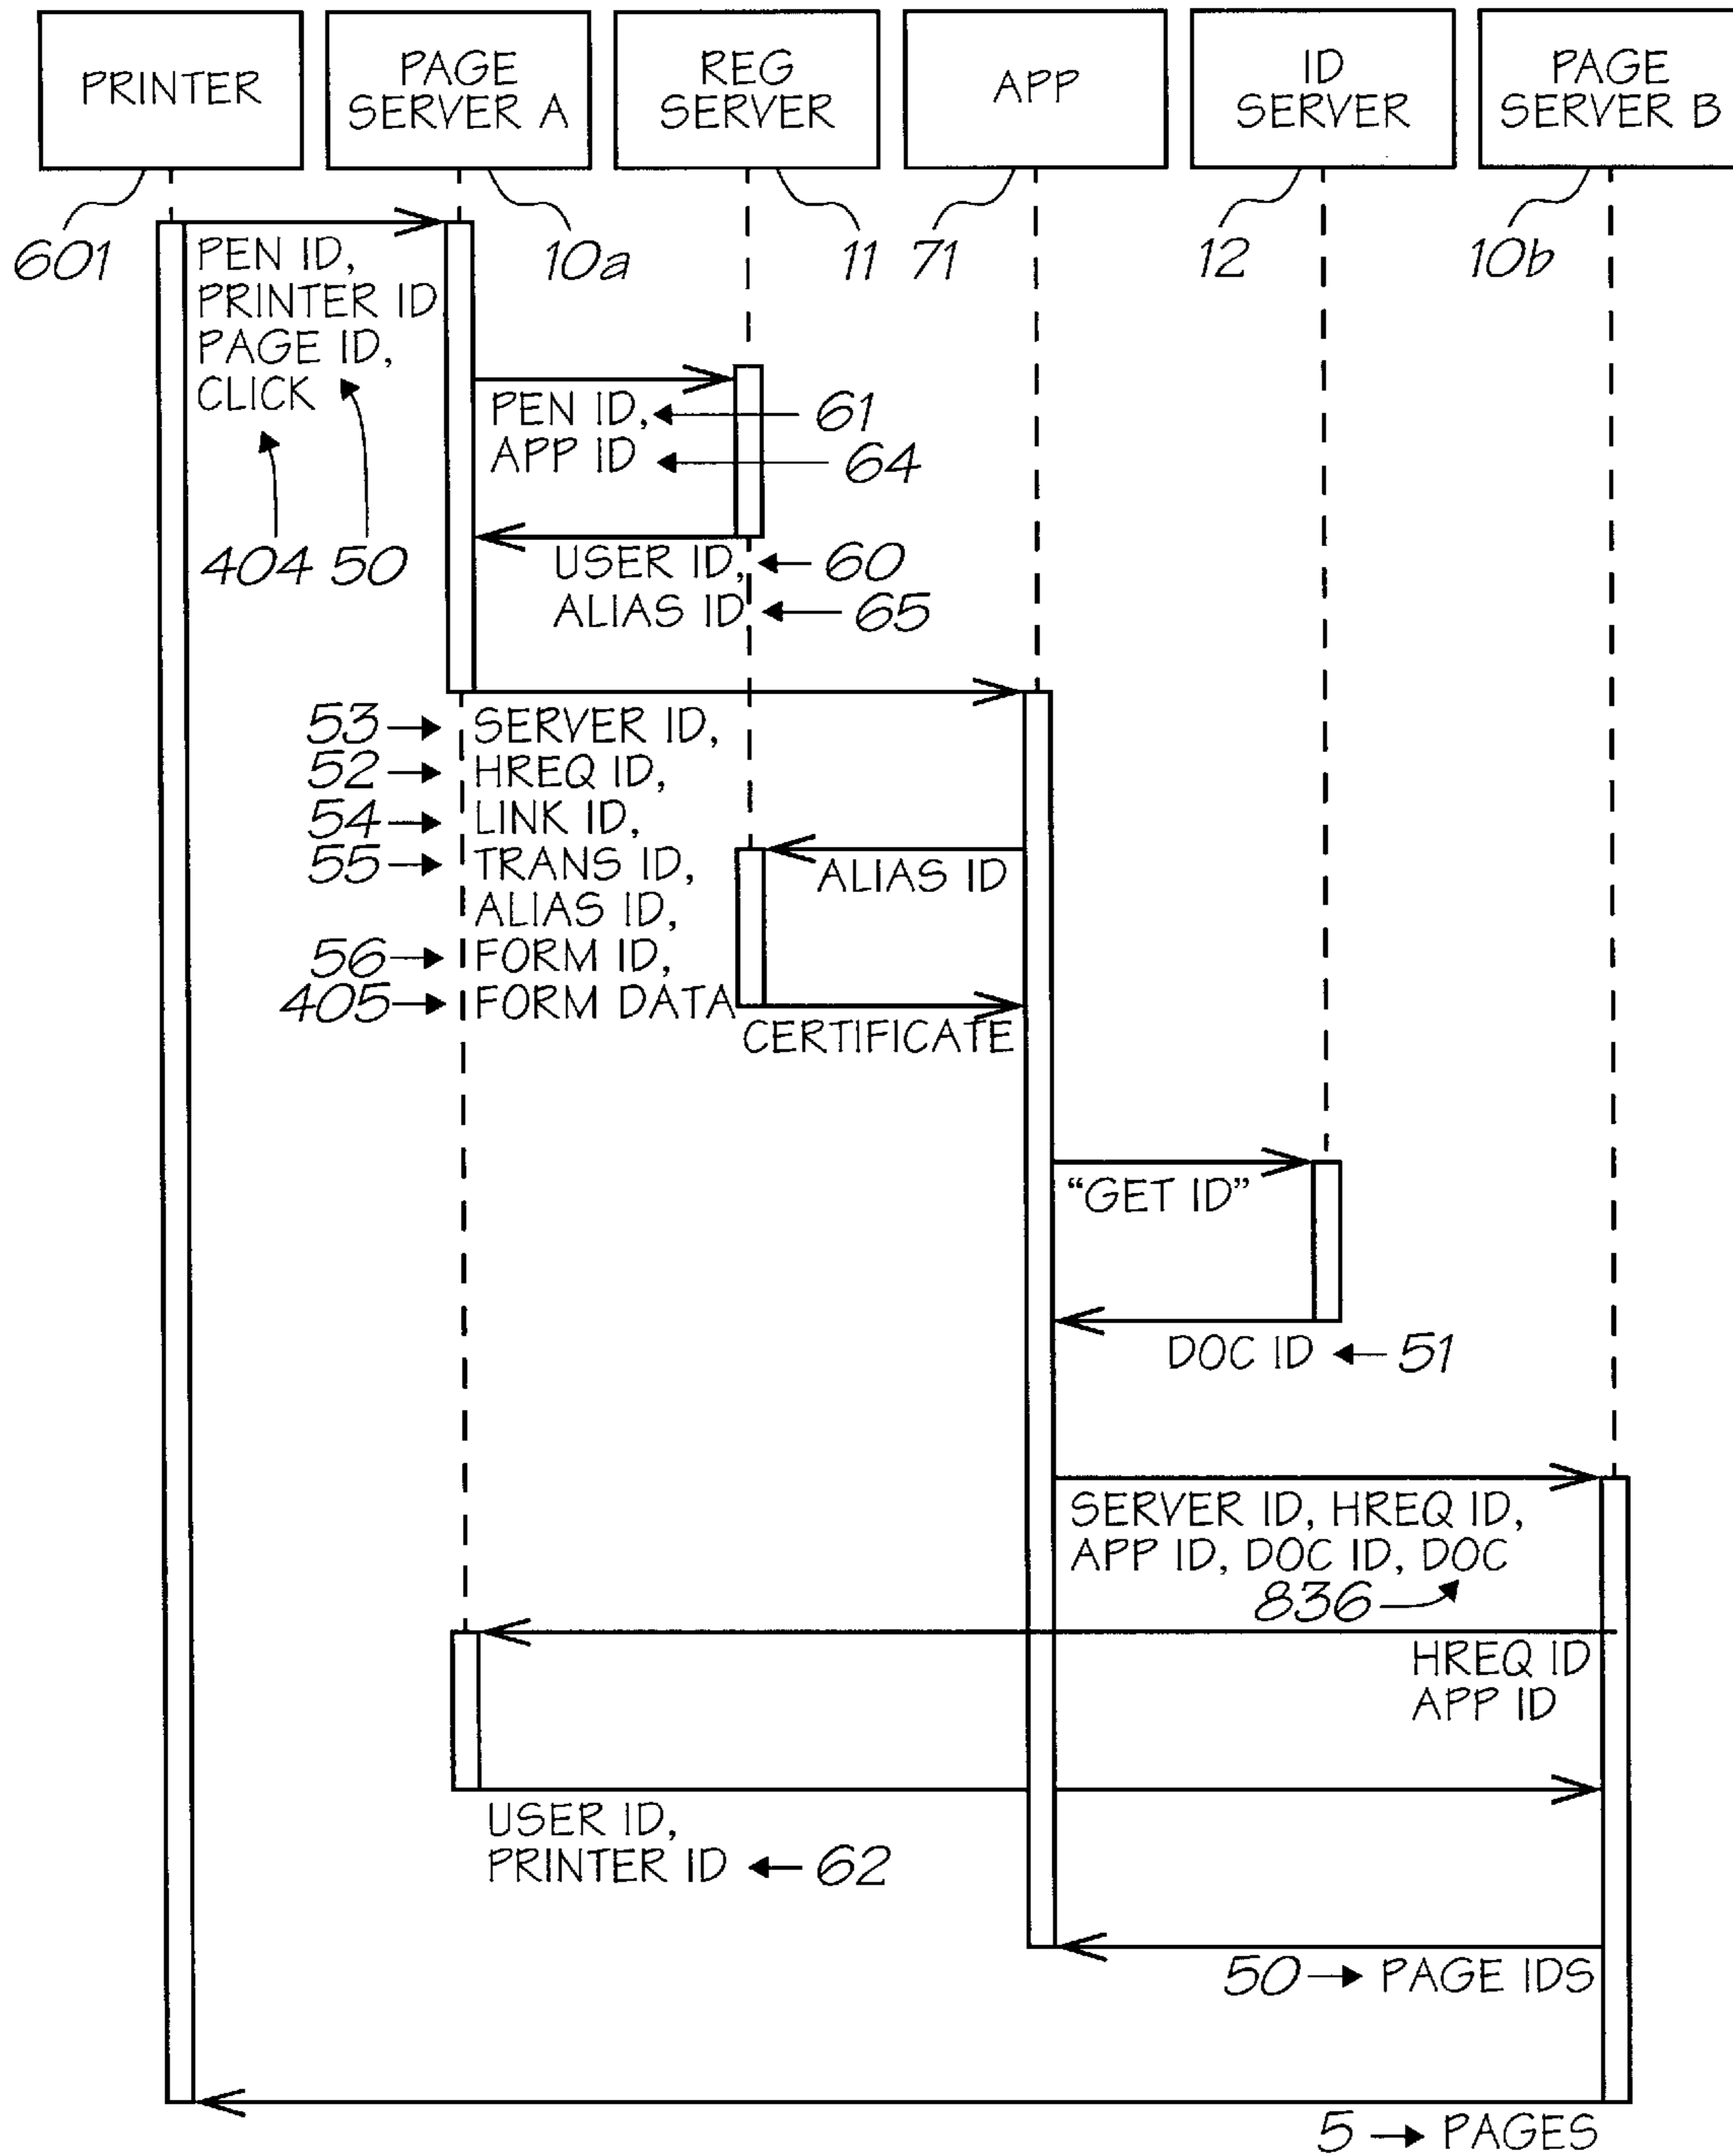 PRINTER
PAGE
SERVER A
REG
SERVER
APP
ID
SERVER
PAGE
SERVER B
601
10a
11
71
12
10b
PEN ID,
PRINTER ID
PAGE ID,
CLICK
404
50
PEN ID,
61
APP ID
64
USER ID,
60
ALIAS ID
65
53
SERVER ID,
52
HREQ ID,
54
LINK ID,
55
TRANS ID,
ALIAS ID,
56
FORM ID,
405
FORM DATA
ALIAS ID
CERTIFICATE
“GET ID”
DOC ID
51
SERVER ID, HREQ ID,
APP ID, DOC ID, DOC
836
HREQ ID
APP ID
USER ID,
PRINTER ID
62
50
PAGE IDS
5
PAGES